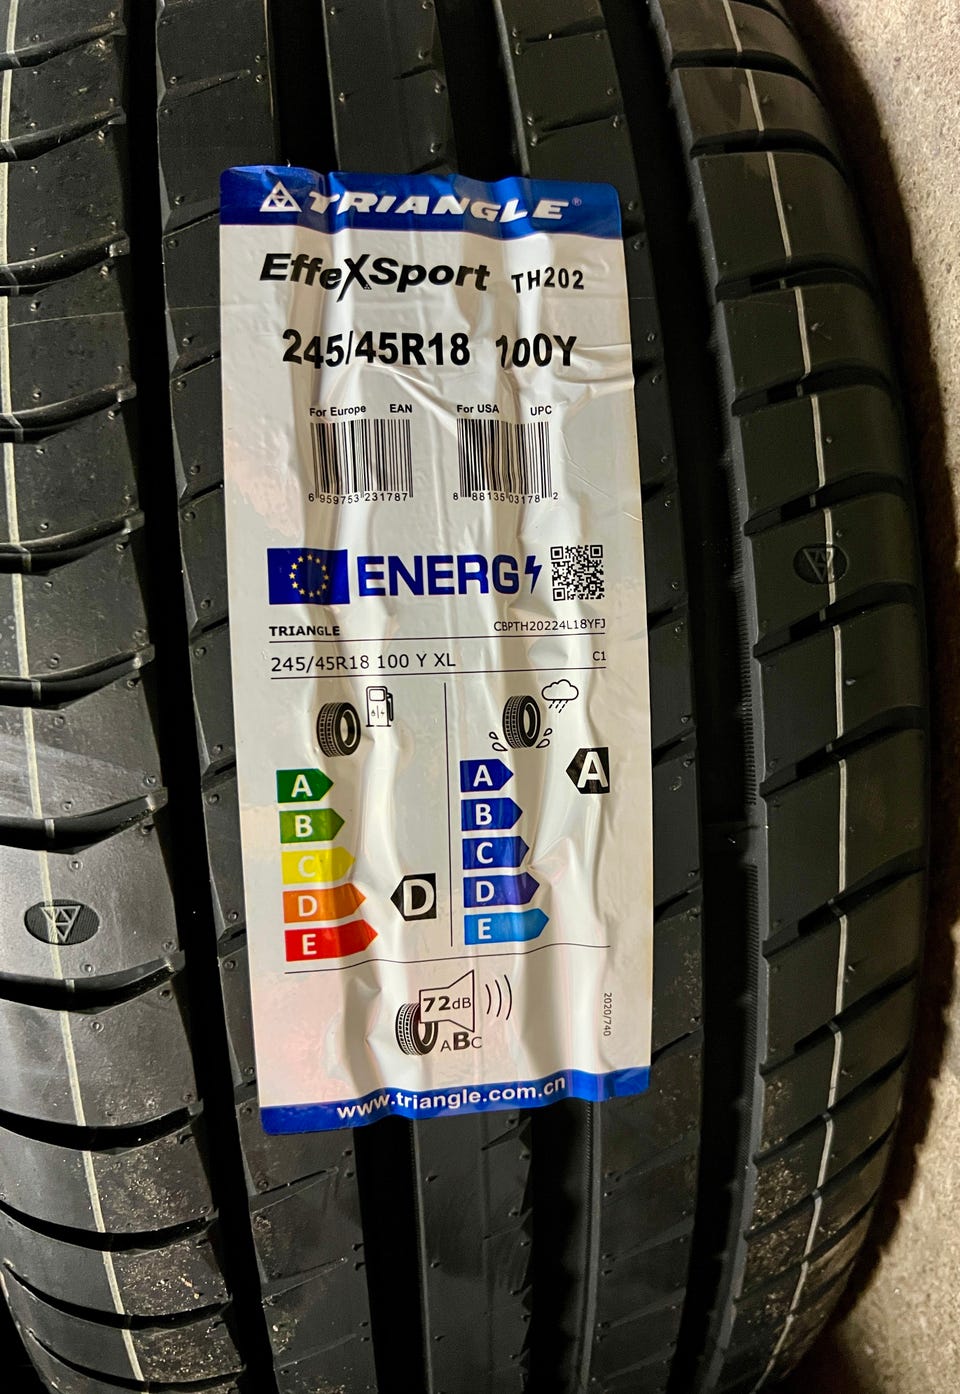 TRIANGLE®
EffeXSport TH202
245/45R18 100Y
For Europe EAN For USA UPC
6 959753 231787 8 88135 03178 2
ENERG
TRIANGLE CBPTH20224L18YFJ
245/45R18 100 Y XL C1
A A A
B B
C C
D D D
E E
72dB
ABC
2020/740
www.triangle.com.cn